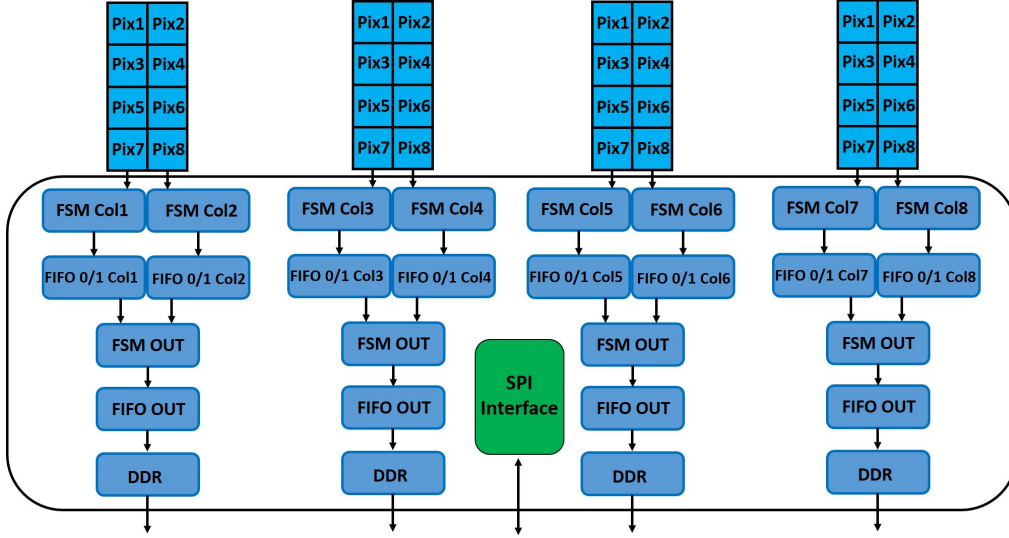 Pix1 Pix2 Pix1 Pix2 Pix1 Pix2 Pix1 Pix2
Pix3 Pix4 Pix3 Pix4 Pix3 Pix4 Pix3 Pix4
Pix5 Pix6 Pix5 Pix6 Pix5 Pix6 Pix5 Pix6
Pix7 Pix8 Pix7 Pix8 Pix7 Pix8 Pix7 Pix8
FSM Col1 FSM Col2 FSM Col3 FSM Col4 FSM Col5 FSM Col6 FSM Col7 FSM Col8
FIFO 0/1 Col1 FIFO 0/1 Col2 FIFO 0/1 Col3 FIFO 0/1 Col4 FIFO 0/1 Col5 FIFO 0/1 Col6 FIFO 0/1 Col7 FIFO 0/1 Col8
FSM OUT FSM OUT FSM OUT FSM OUT
SPI
Interface
FIFO OUT FIFO OUT FIFO OUT FIFO OUT
DDR DDR DDR DDR